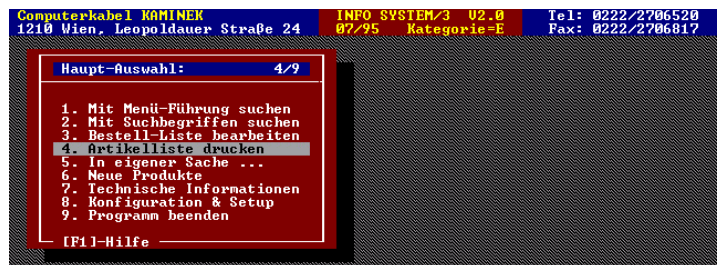 Computerkabel KAMINEK INFO SYSTEM/3 V2.0 Tel: 0222/2706520
1210 Wien, Leopoldauer Straße 24 07/95 Kategorie=E Fax: 0222/2706817
Haupt-Auswahl: 4/9
1. Mit Menü-Führung suchen
2. Mit Suchbegriffen suchen
3. Bestell-Liste bearbeiten
4. Artikelliste drucken
5. In eigener Sache ...
6. Neue Produkte
7. Technische Informationen
8. Konfiguration & Setup
9. Programm beenden
[F1]-Hilfe